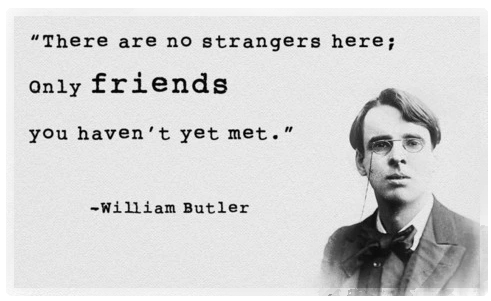 “There are no strangers here;
Only friends
you haven’t yet met.”
~William Butler